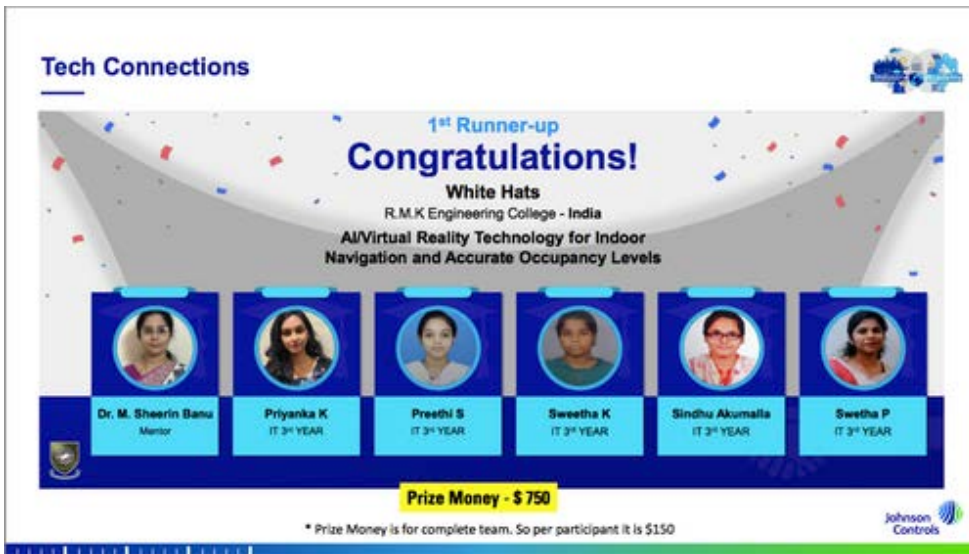 Tech Connections
1st Runner-up
Congratulations!
White Hats
R.M.K Engineering College - India
AI/Virtual Reality Technology for Indoor
Navigation and Accurate Occupancy Levels
Dr. M. Sheerin Banu
Mentor
Priyanka K
IT 3rd YEAR
Preethi S
IT 3rd YEAR
Sweetha K
IT 3rd YEAR
Sindhu Akumalla
IT 3rd YEAR
Swetha P
IT 3rd YEAR
Prize Money - $ 750
* Prize Money is for complete team. So per participant it is $150
Johnson
Controls